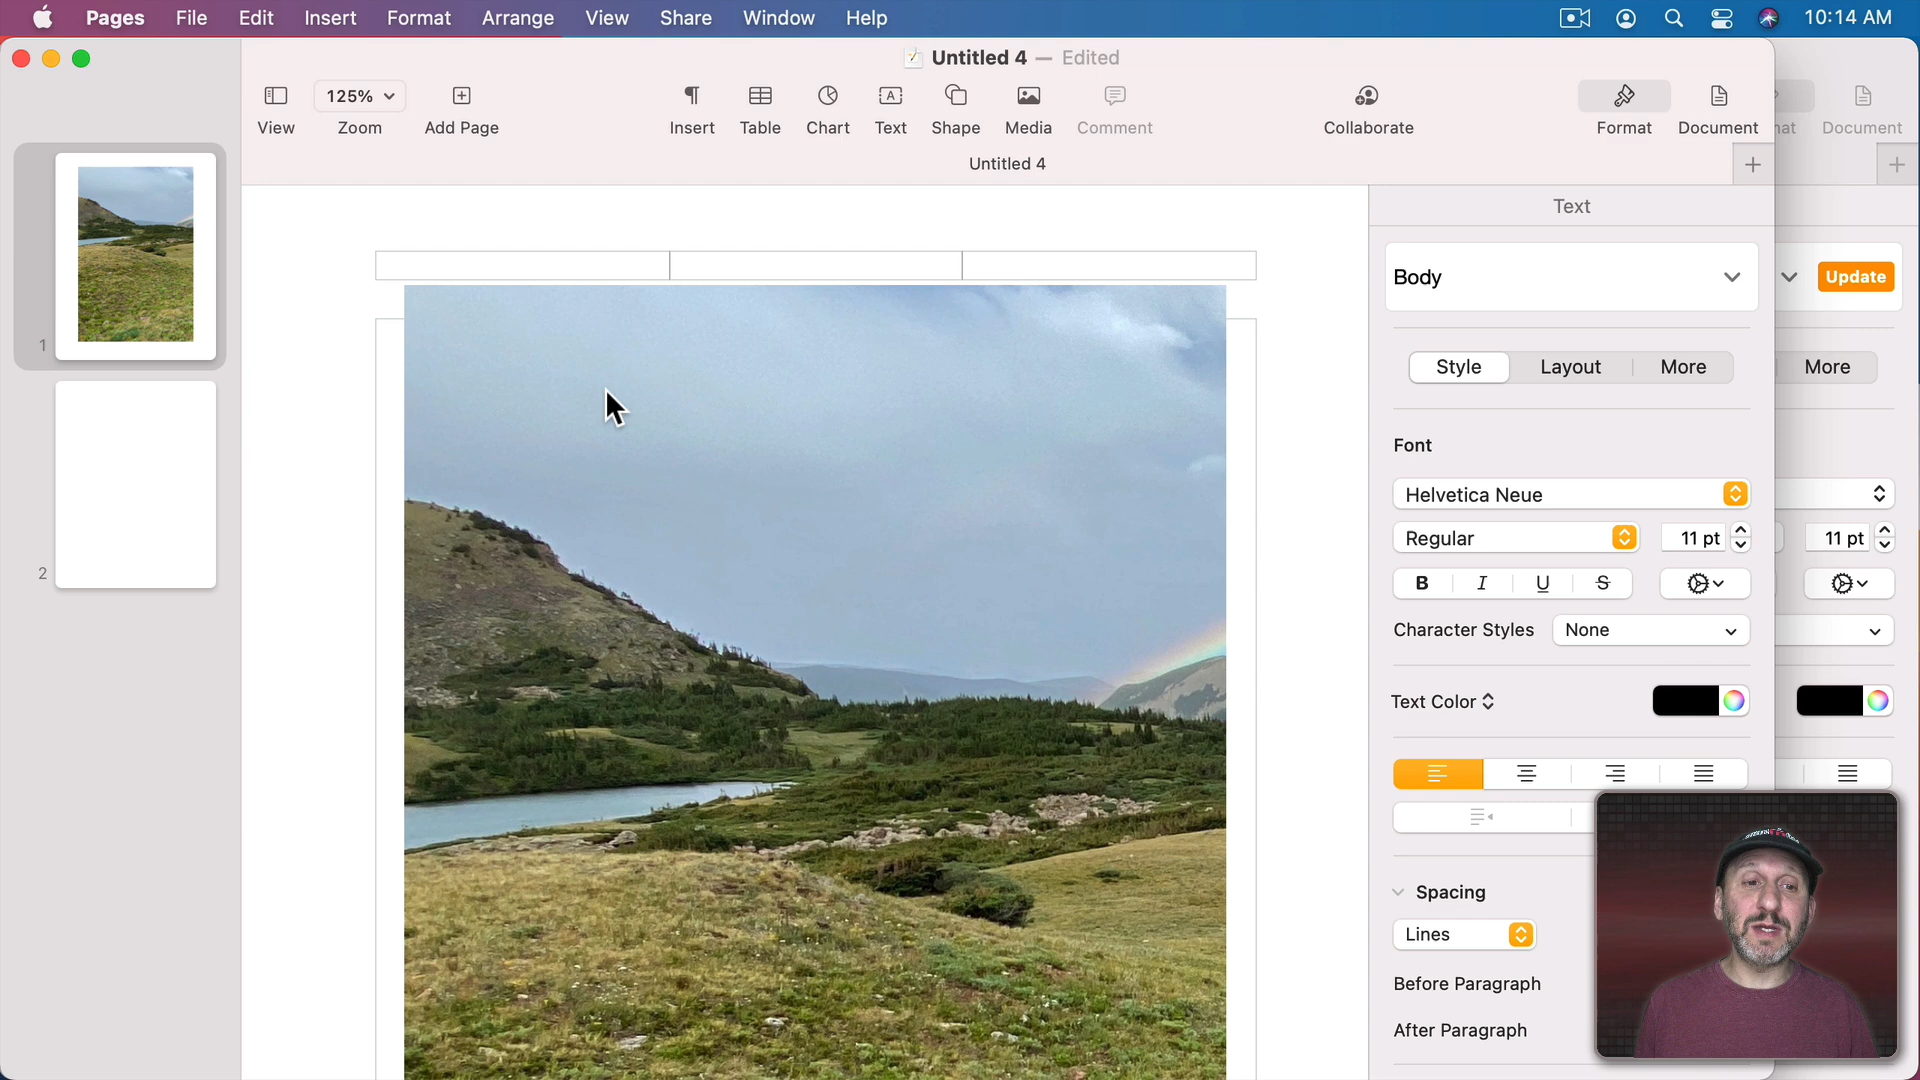 Pages File Edit Insert Format Arrange View Share Window Help 10:14 AM
Untitled 4 — Edited
125%
View Zoom Add Page Insert Table Chart Text Shape Media Comment Collaborate Format Document nat Document
Untitled 4
Text
Body Update
Style Layout More More
Font
Helvetica Neue
Regular 11 pt 11 pt
B I U S
Character Styles None
Text Color
Spacing
Lines
Before Paragraph
After Paragraph
1
2